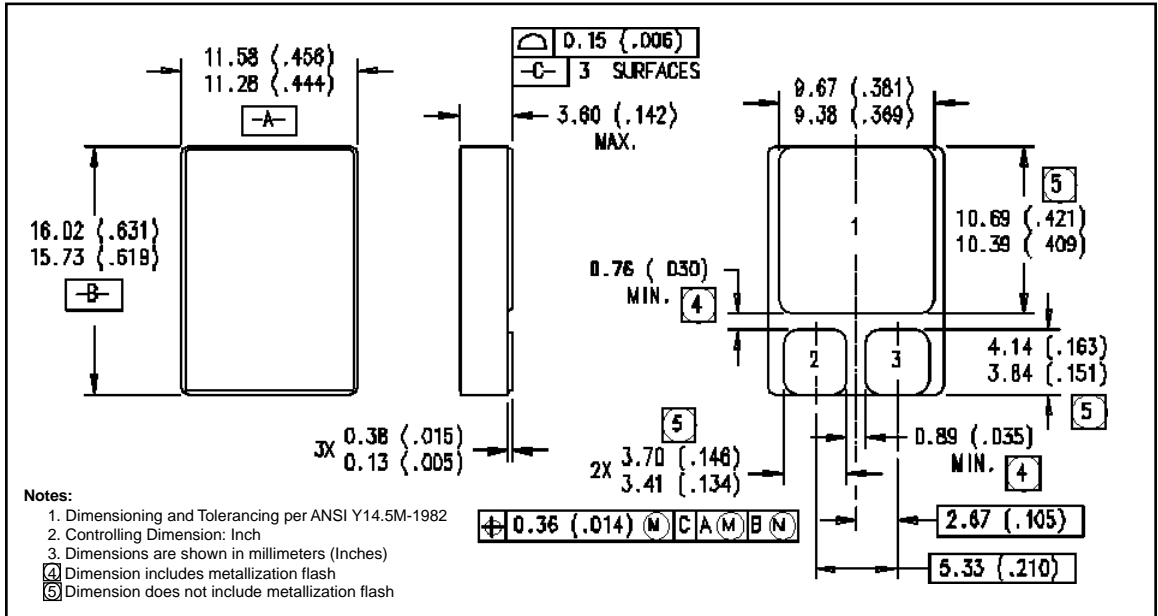 11.58 (.456)
11.28 (.444)
-A-
0.15 (.006)
-C- 3 SURFACES
3.60 (.142)
MAX.
9.67 (.381)
9.38 (.369)
16.02 (.631)
15.73 (.619)
-B-
1
5
10.69 (.421)
10.39 ( 409)
0.76 ( 030)
MIN. 4
2
3
4.14 (.163)
3.84 (.151)
5
3X 0.38 (.015)
0.13 (.005)
5
2X 3.70 (.146)
3.41 (.134)
0.89 (.035)
MIN. 4
0.36 (.014) M C A M B M
2.67 (.105)
5.33 (.210)
Notes:
1. Dimensioning and Tolerancing per ANSI Y14.5M-1982
2. Controlling Dimension: Inch
3. Dimensions are shown in millimeters (Inches)
4 Dimension includes metallization flash
5 Dimension does not include metallization flash